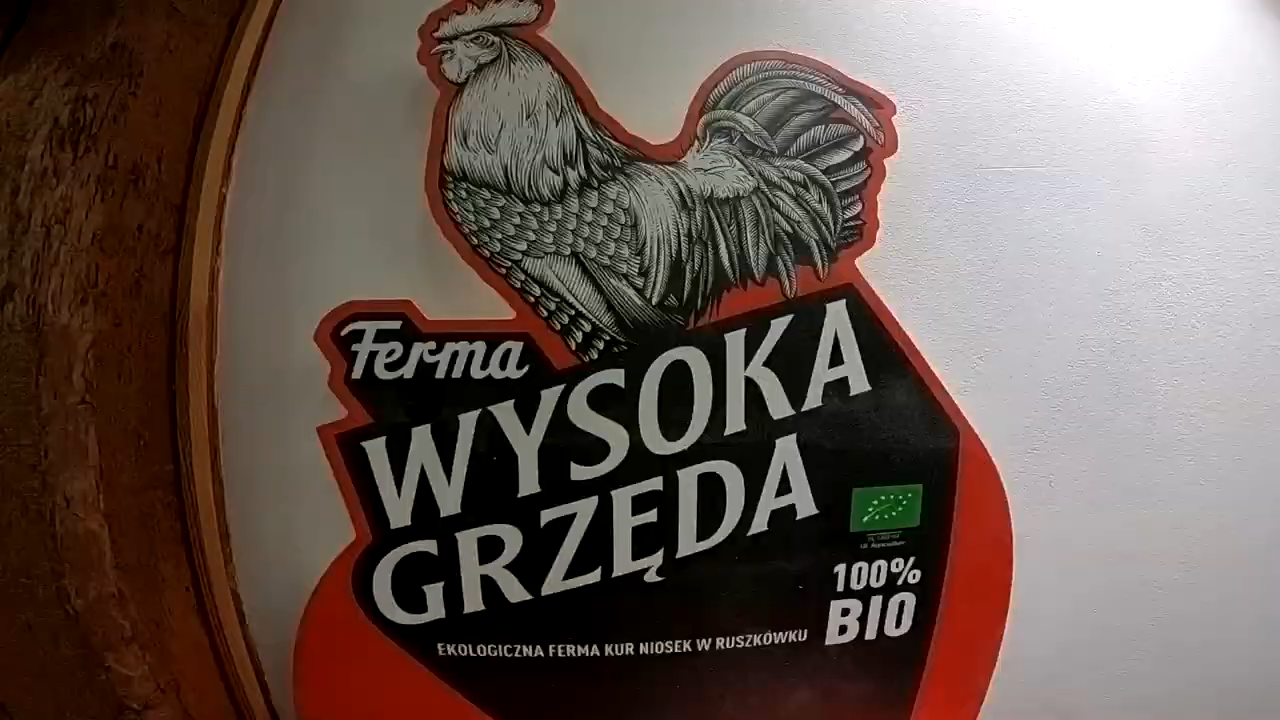 Ferma
WYSOKA
GRZĘDA
100%
BIO
EKOLOGICZNA FERMA KUR NIOSEK W RUSZKÓWKU